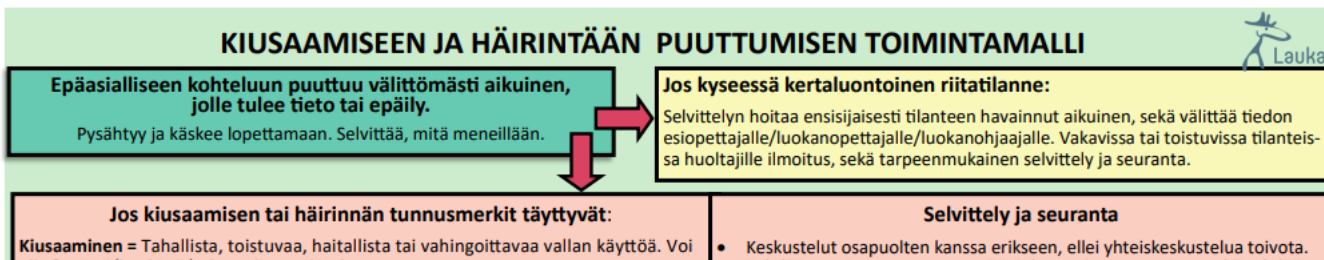 KIUSAAMISEEN JA HÄIRINTÄÄN PUUTTUMISEN TOIMINTAMALLI
Lauka
Epäasialliseen kohteluun puuttuu välittömästi aikuinen,
jolle tulee tieto tai epäily.
Pysähtyy ja käskee lopettamaan. Selvittää, mitä meneillään.
Jos kyseessä kertaluontoinen riitatilanne:
Selvittelyn hoitaa ensisijaisesti tilanteen havainnut aikuinen, sekä välittää tiedon
esiopettajalle/luokanopettajalle/luokanohjaajalle. Vakavissa tai toistuvissa tilanteis-
sa huoltajille ilmoitus, sekä tarpeenmukainen selvittely ja seuranta.
Jos kiusaamisen tai häirinnän tunnusmerkit täyttyvät:
Kiusaaminen = Tahallista, toistuvaa, haitallista tai vahingoittavaa vallan käyttöä. Voi
Selvittely ja seuranta
• Keskustelut osapuolten kanssa erikseen, ellei yhteiskeskustelua toivota.